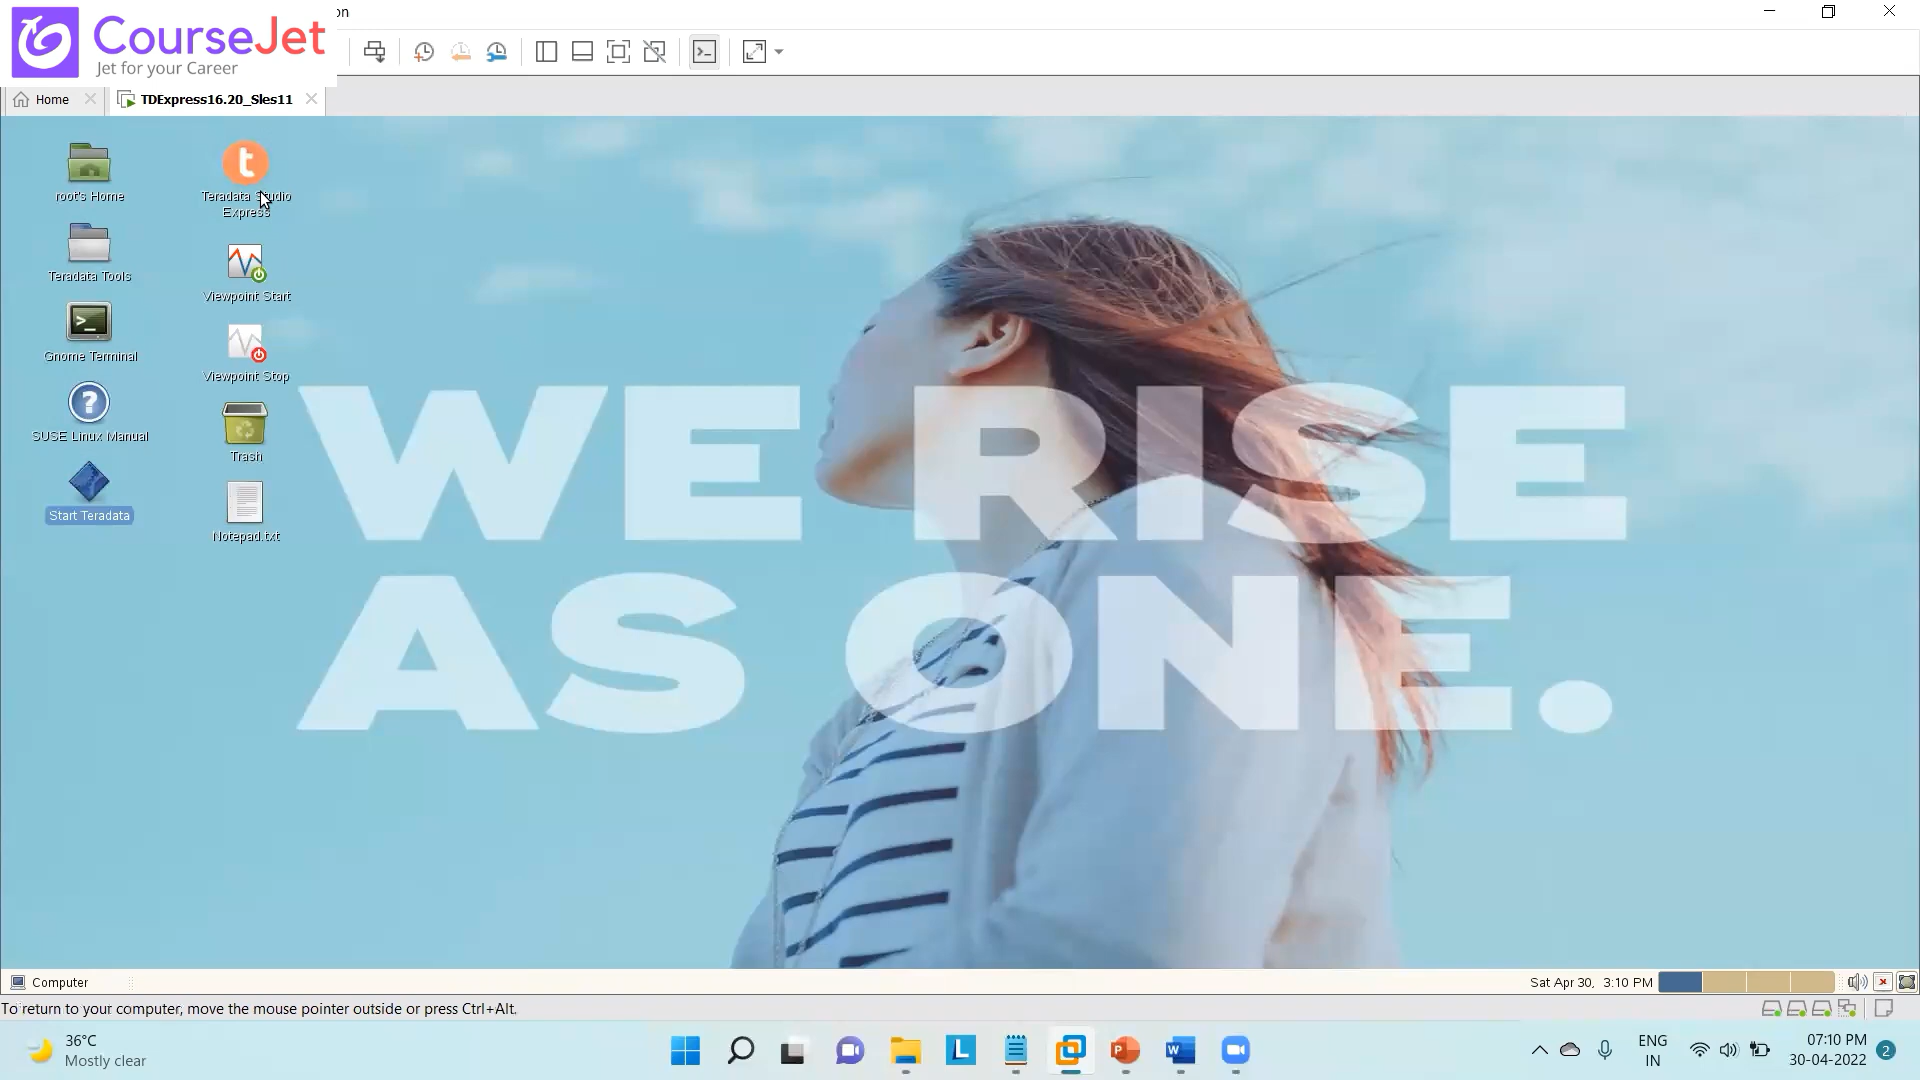 on
CourseJet
Jet for your Career
Home
TDExpress16.20_Sles11
root's Home
Teradata Studio
Express
Teradata Tools
Viewpoint Start
Gnome Terminal
Viewpoint Stop
SUSE Linux Manual
Trash
Start Teradata
Notepad.txt
WE RISE
AS ONE.
Computer
Sat Apr 30, 3:10 PM
To return to your computer, move the mouse pointer outside or press Ctrl+Alt.
36°C
Mostly clear
ENG
IN
07:10 PM
30-04-2022
2